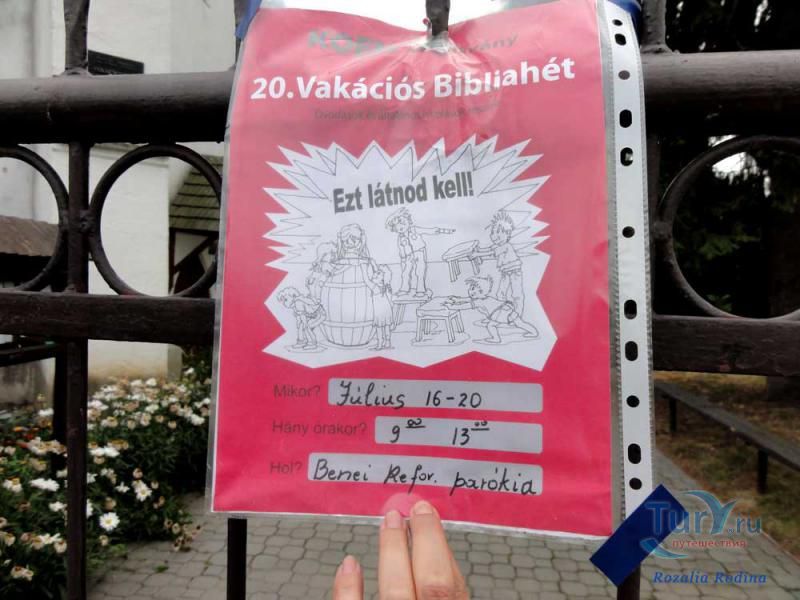 20. Vakációs Bibliahét
Ezt látnod kell!
Mikor? Július 16-20
Hány órakor? 9⁰⁰ 13⁰⁰
Hol? Benei Refor. parókia
Tury.ru
путешествия
Rozalia Rodina